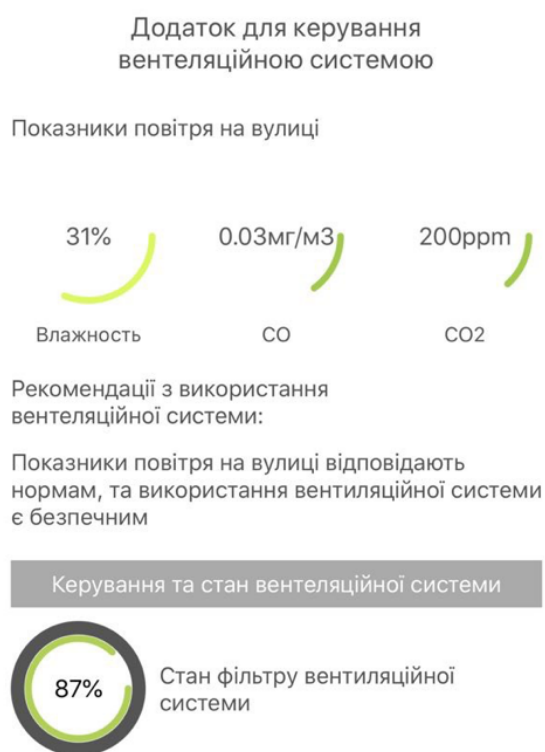 Додаток для керування
вентеляційною системою
Показники повітря на вулиці
31%
0.03мг/м3
200ppm
Влажность
CO
CO2
Рекомендації з використання
вентеляційної системи:
Показники повітря на вулиці відповідають
нормам, та використання вентиляційної системи
є безпечним
Керування та стан вентеляційної системи
87%
Стан фільтру вентиляційної
системи